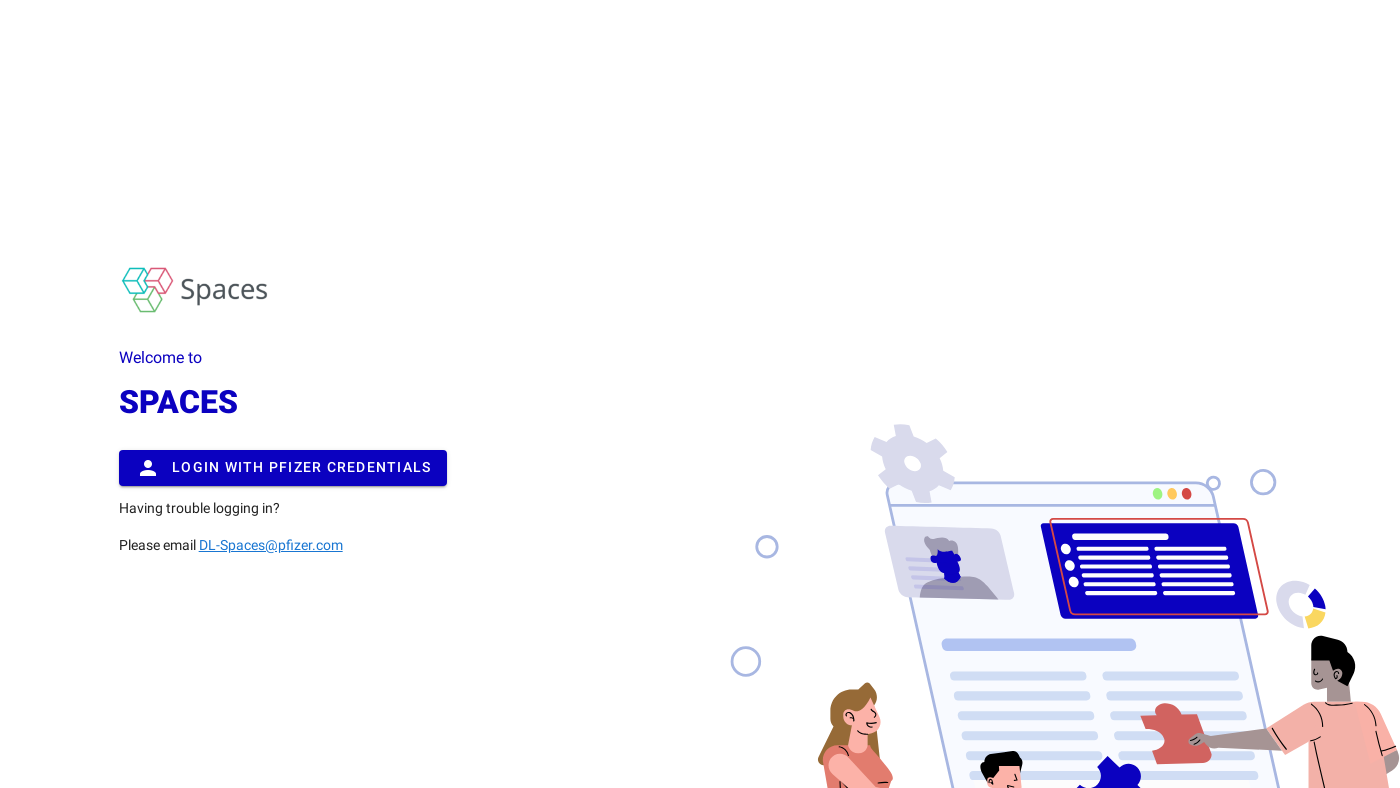 Spaces
Welcome to
SPACES
LOGIN WITH PFIZER CREDENTIALS
Having trouble logging in?
Please email DL-Spaces@pfizer.com